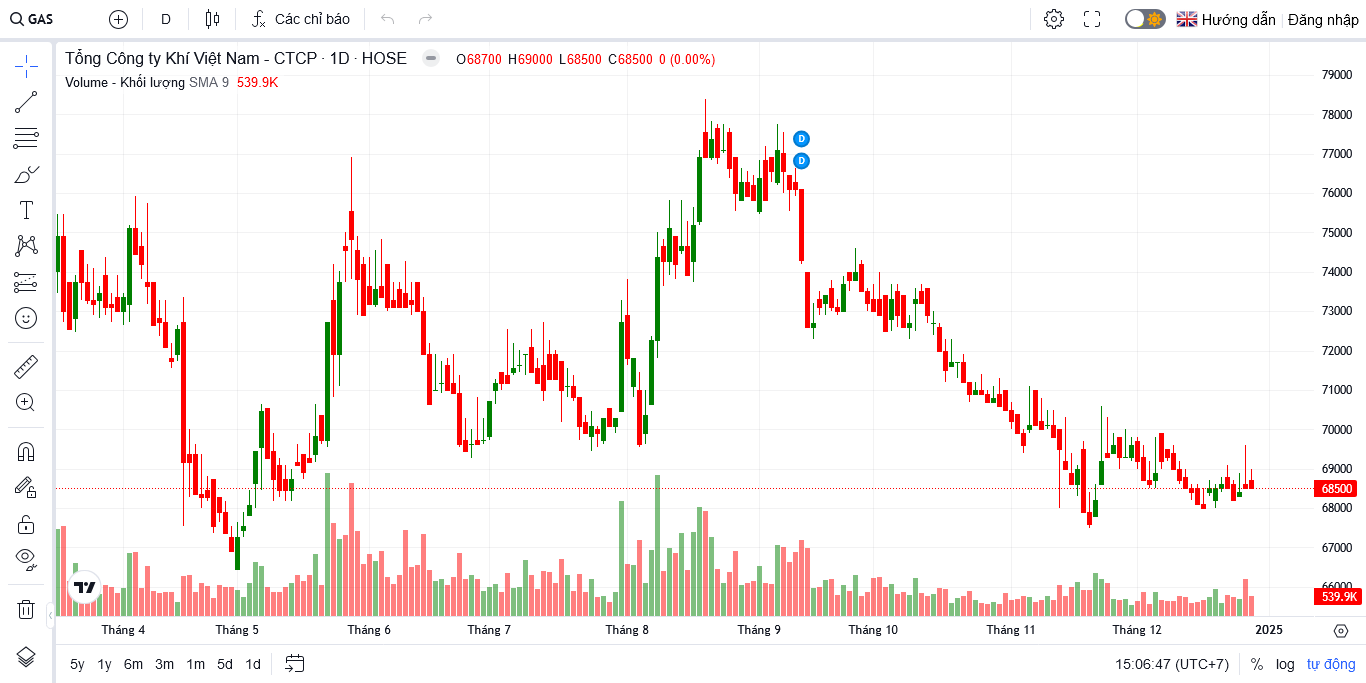 GAS D Các chỉ báo Hướng dẫn Đăng nhập
Tổng Công ty Khí Việt Nam - CTCP · 1D · HOSE O68700 H69000 L68500 C68500 0 (0.00%)
Volume - Khối lượng SMA 9 539.9K
D
D
79000
78000
77000
76000
75000
74000
73000
72000
71000
70000
69000
68500
68000
67000
66000
539.9K
Tháng 4 Tháng 5 Tháng 6 Tháng 7 Tháng 8 Tháng 9 Tháng 10 Tháng 11 Tháng 12 2025
5y 1y 6m 3m 1m 5d 1d 15:06:47 (UTC+7) % log tự động